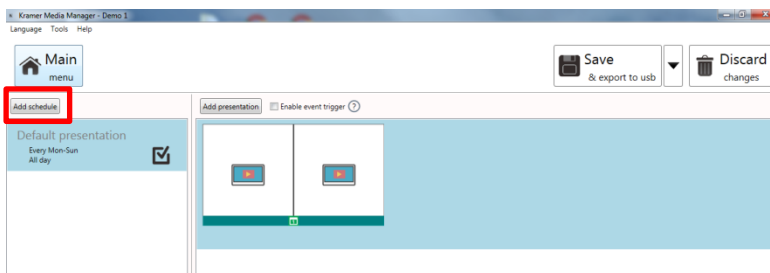 Kramer Media Manager - Demo 1
Language Tools Help
Main
menu
Save
& export to usb
Discard
changes
Add schedule
Add presentation Enable event trigger ?
Default presentation
Every Mon-Sun
All day